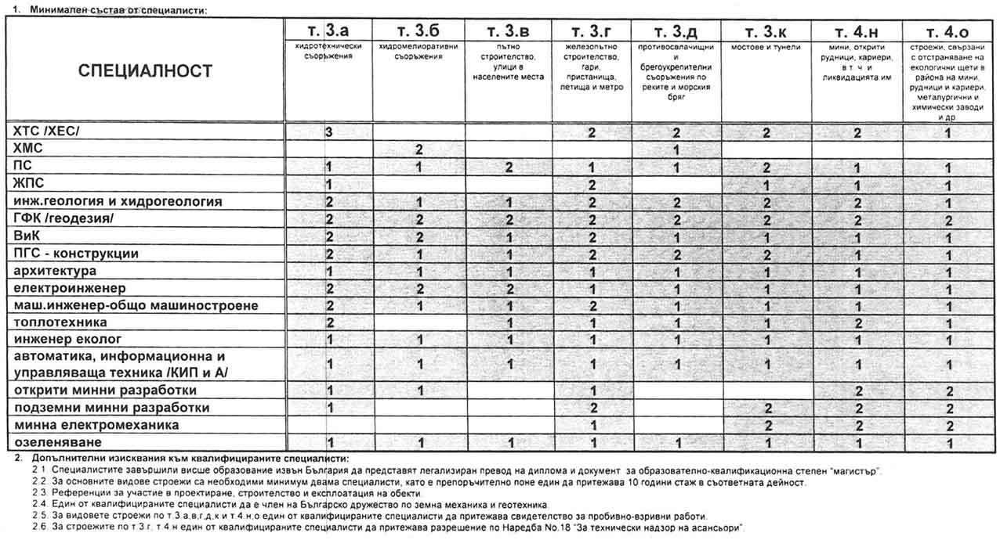 1. Минимален състав от специалисти:
СПЕЦИАЛНОСТ
т. 3.а т. 3.б т. 3.в т. 3.г т. 3.д т. 3.к т. 4.н т. 4.о
хидротехнически съоръжения
хидромелиоративни съоръжения
пътно строителство, улици в населените места
железопътно строителство, гари, пристанища, летища и метро
противосвлачищни и брегоукрепителни съоръжения по реките и морския бряг
мостове и тунели
мини, открити рудници, кариери, в т. ч. и ликвидацията им
строежи, свързани с отстраняване на екологични щети в района на мини, рудници и кариери, металургични и химически заводи и др.
ХТС /ХЕС/ 3 2 2 2 2 1
ХМС 2 1
ПС 1 1 2 1 1 2 1 1
ЖПС 1 2 1 1 1
инж.геология и хидрогеология 2 1 1 2 2 2 2 1
ГФК /геодезия/ 2 2 2 2 2 2 2 2
ВиК 2 2 1 2 1 1 1 1
ПГС - конструкции 2 1 1 2 2 2 1 1
архитектура 1 1 1 1 1 1 1 1
електроинженер 2 2 2 1 1 1 1 1
маш.инженер-общо машиностроене 2 1 1 2 1 1 1 1
топлотехника 2 1 1 1 1 2 1
инженер еколог 1 1 1 1 1 1 1 1
автоматика, информационна и
управляваща техника /КИП и А/ 1 1 1 1 1 1 1 1
открити минни разработки 1 1 1 2 2
подземни минни разработки 1 2 2 2 2
минна електромеханика 1 2 2 2
озеленяване 1 1 1 1 1 1 1 1
2. Допълнителни изисквания към квалифицираните специалисти:
2.1. Специалистите завършили висше образование извън България да представят легализиран превод на диплома и документ за образователно-квалификационна степен "магистър".
2.2. За основните видове строежи са необходими минимум двама специалисти, като е препоръчително поне един да притежава 10 години стаж в съответната дейност.
2.3. Референции за участие в проектиране, строителство и експлоатация на обекти.
2.4. Един от квалифицираните специалисти да е член на Българско дружество по земна механика и геотехника.
2.5. За видовете строежи по т.3.а,в,г,д,к и т.4.н,о един от квалифицираните специалисти да притежава свидетелство за пробивно-взривни работи.
2.6. За строежите по т.3.г, т.4.н един от квалифицираните специалисти да притежава разрешение по Наредба No.18 "За технически надзор на асансьори".